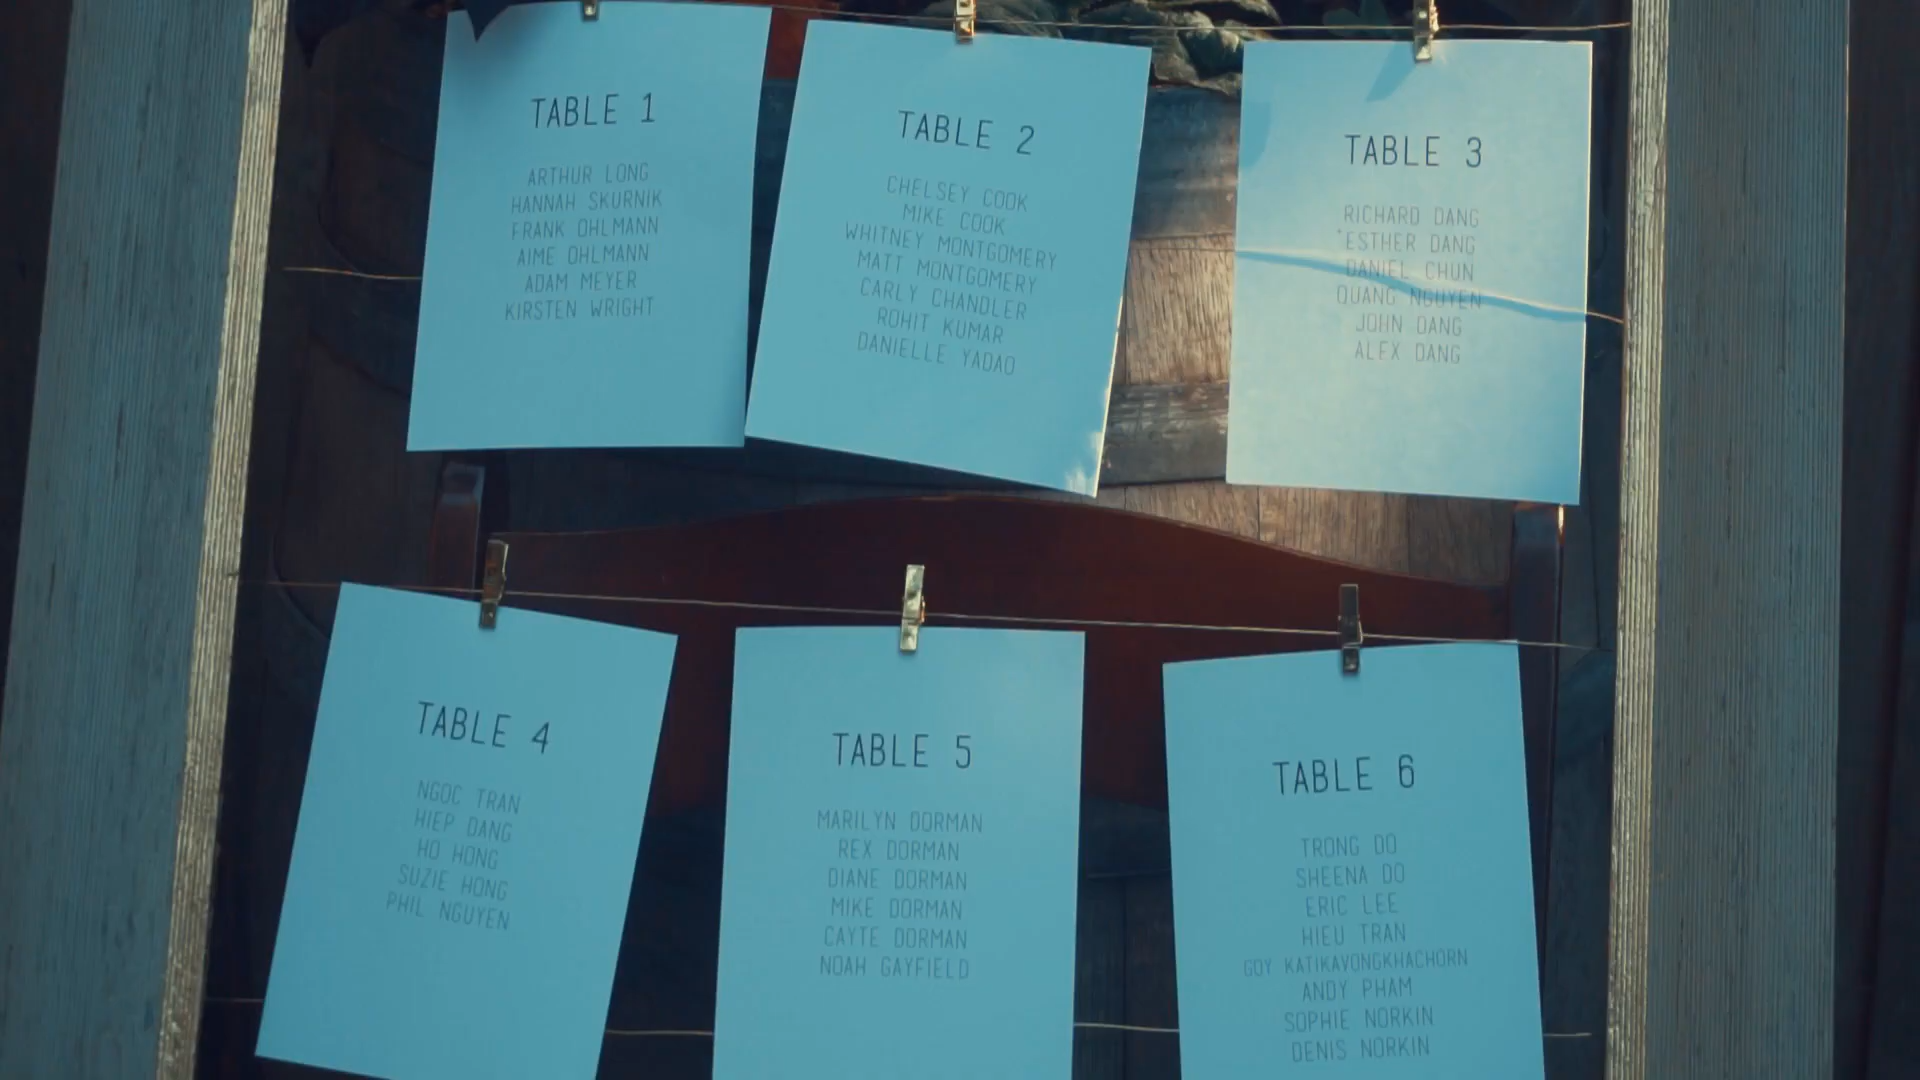 TABLE 1
ARTHUR LONG
HANNAH SKURNIK
FRANK OHLMANN
AIME OHLMANN
ADAM MEYER
KIRSTEN WRIGHT
TABLE 2
CHELSEY COOK
MIKE COOK
WHITNEY MONTGOMERY
MATT MONTGOMERY
CARLY CHANDLER
ROHIT KUMAR
DANIELLE YADAO
TABLE 3
RICHARD DANG
ESTHER DANG
DANIEL CHUN
QUANG NGUYEN
JOHN DANG
ALEX DANG
TABLE 4
NGOC TRAN
HIEP DANG
HO HONG
SUZIE HONG
PHIL NGUYEN
TABLE 5
MARILYN DORMAN
REX DORMAN
DIANE DORMAN
MIKE DORMAN
CAYTE DORMAN
NOAH GAYFIELD
TABLE 6
TRONG DO
SHEENA DO
ERIC LEE
HIEU TRAN
GOY KATIKAVONGKHACHORN
ANDY PHAM
SOPHIE NORKIN
DENIS NORKIN